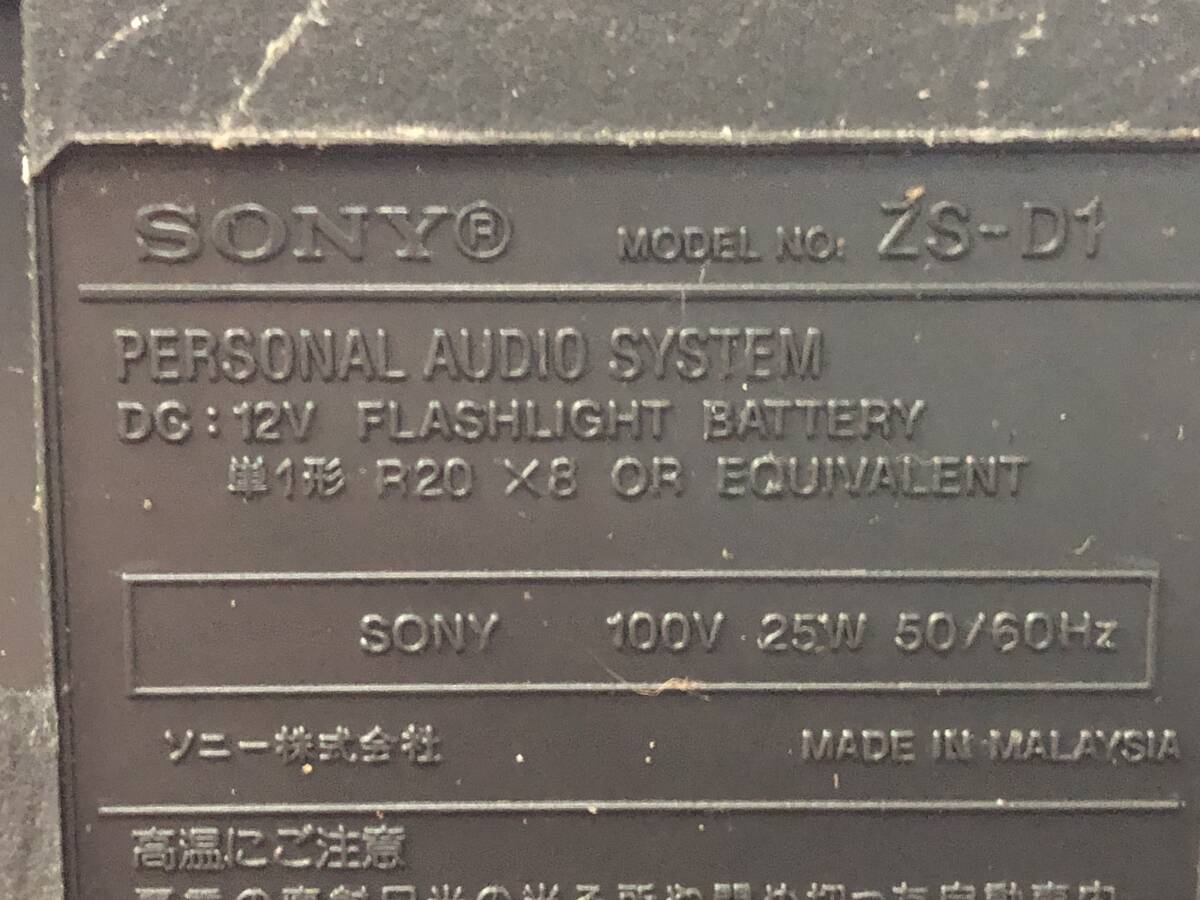 SONY® MODEL NO. ZS-D1
PERSONAL AUDIO SYSTEM
DC: 12V FLASHLIGHT BATTERY
単1形 R20 ×8 OR EQUIVALENT
SONY 100V 25W 50/60Hz
ソニー株式会社 MADE IN MALAYSIA
高温にご注意